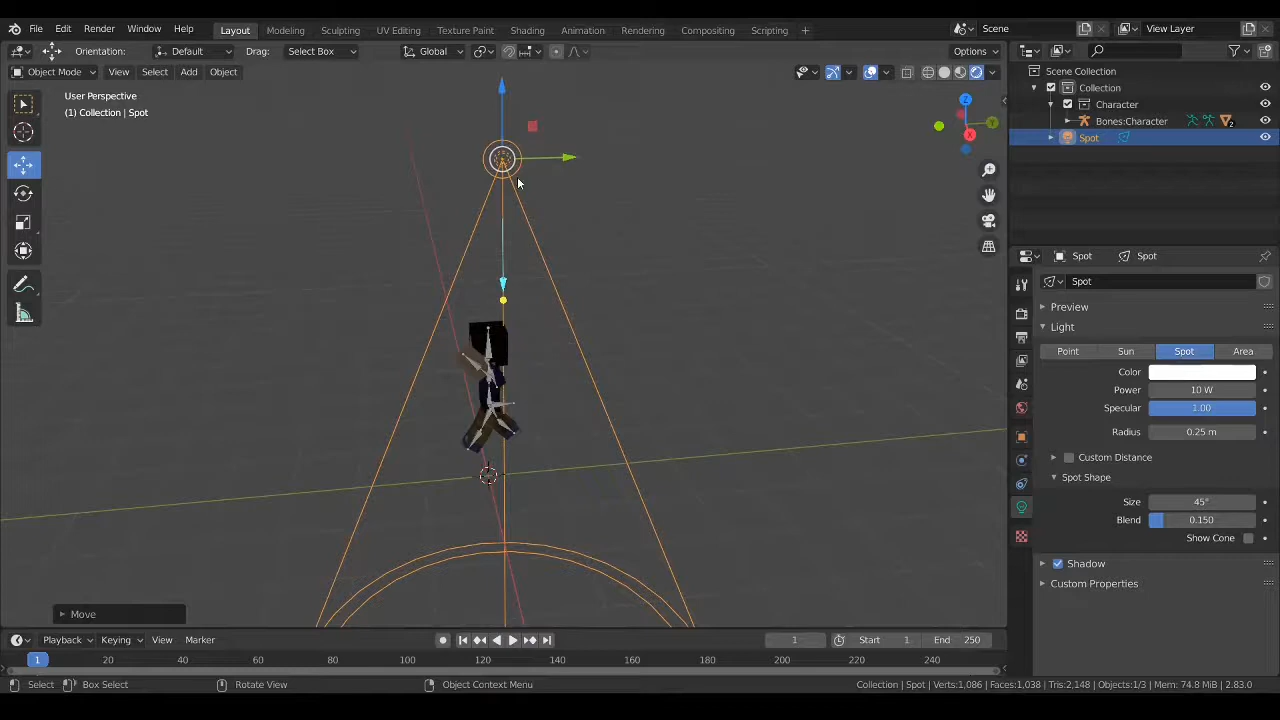 File Edit Render Window Help Layout Modeling Sculpting UV Editing Texture Paint Shading Animation Rendering Compositing Scripting + Scene View Layer
Orientation: Default Drag: Select Box Global Options
Object Mode View Select Add Object
User Perspective
(1) Collection | Spot
Z
Y
X
Scene Collection
Collection
Character
Bones:Character 2
Spot
Spot Spot
Spot
Preview
Light
Point Sun Spot Area
Color
Power 10 W
Specular 1.00
Radius 0.25 m
Custom Distance
Spot Shape
Size 45°
Blend 0.150
Show Cone
Shadow
Custom Properties
Move
Playback Keying View Marker 1 Start 1 End 250
1 20 40 60 80 100 120 140 160 180 200 220 240
Select Box Select Rotate View Object Context Menu Collection | Spot | Verts:1,086 | Faces:1,038 | Tris:2,148 | Objects:1/3 | Mem: 74.8 MiB | 2.83.0